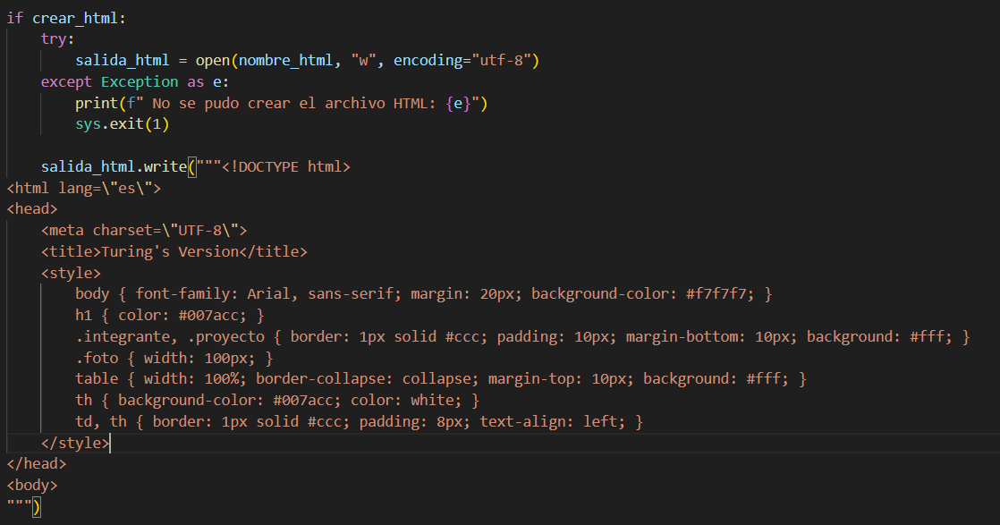 if crear_html:
    try:
        salida_html = open(nombre_html, "w", encoding="utf-8")
    except Exception as e:
        print(f" No se pudo crear el archivo HTML: {e}")
        sys.exit(1)

    salida_html.write("""<!DOCTYPE html>
<html lang=\"es\">
<head>
    <meta charset=\"UTF-8\">
    <title>Turing's Version</title>
    <style>
        body { font-family: Arial, sans-serif; margin: 20px; background-color: #f7f7f7; }
        h1 { color: #007acc; }
        .integrante, .proyecto { border: 1px solid #ccc; padding: 10px; margin-bottom: 10px; background: #fff; }
        .foto { width: 100px; }
        table { width: 100%; border-collapse: collapse; margin-top: 10px; background: #fff; }
        th { background-color: #007acc; color: white; }
        td, th { border: 1px solid #ccc; padding: 8px; text-align: left; }
    </style>
</head>
<body>
""")